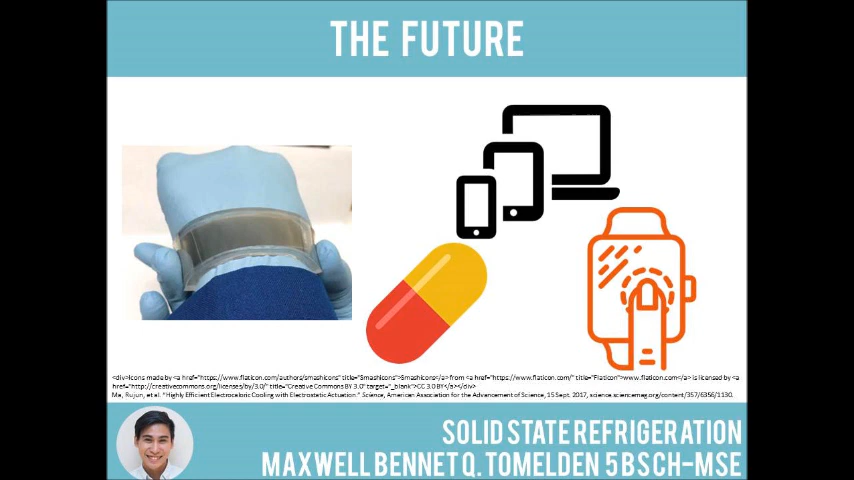 THE FUTURE
<div>Icons made by <a href="https://www.flaticon.com/authors/smashicons" title="Smashicons">Smashicons</a> from <a href="https://www.flaticon.com/" title="Flaticon">www.flaticon.com</a> is licensed by <a
href="http://creativecommons.org/licenses/by/3.0/" title="Creative Commons BY 3.0" target="_blank">CC 3.0 BY</a></div>
Ma, Rujun, et al. "Highly Efficient Electrocaloric Cooling with Electrostatic Actuation." Science, American Association for the Advancement of Science, 15 Sept. 2017, science.sciencemag.org/content/357/6356/1130.
SOLID STATE REFRIGERATION
MAXWELL BENNET Q. TOMELDEN 5 BS CH-MSE